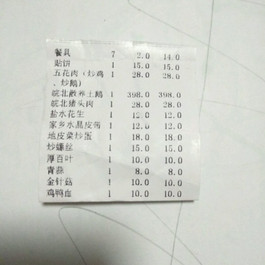 餐具 7 2.0 14.0
贴饼 1 15.0 15.0
五花肉（炒鸡 1 28.0 38.0
、炒鹅）
皖北散养土鹅 1 398.0 398.0
皖北猪头肉 1 28.0 28.0
盐水花生 1 12.0 12.0
家乡水晶皮冻 1 12.0 12.0
地皮菜炒蛋 1 18.0 18.0
炒螺丝 1 15.0 15.0
厚百叶 1 10.0 10.0
青蒜 1 8.0 8.0
金针菇 1 10.0 10.0
鸡鸭血 1 10.0 10.0